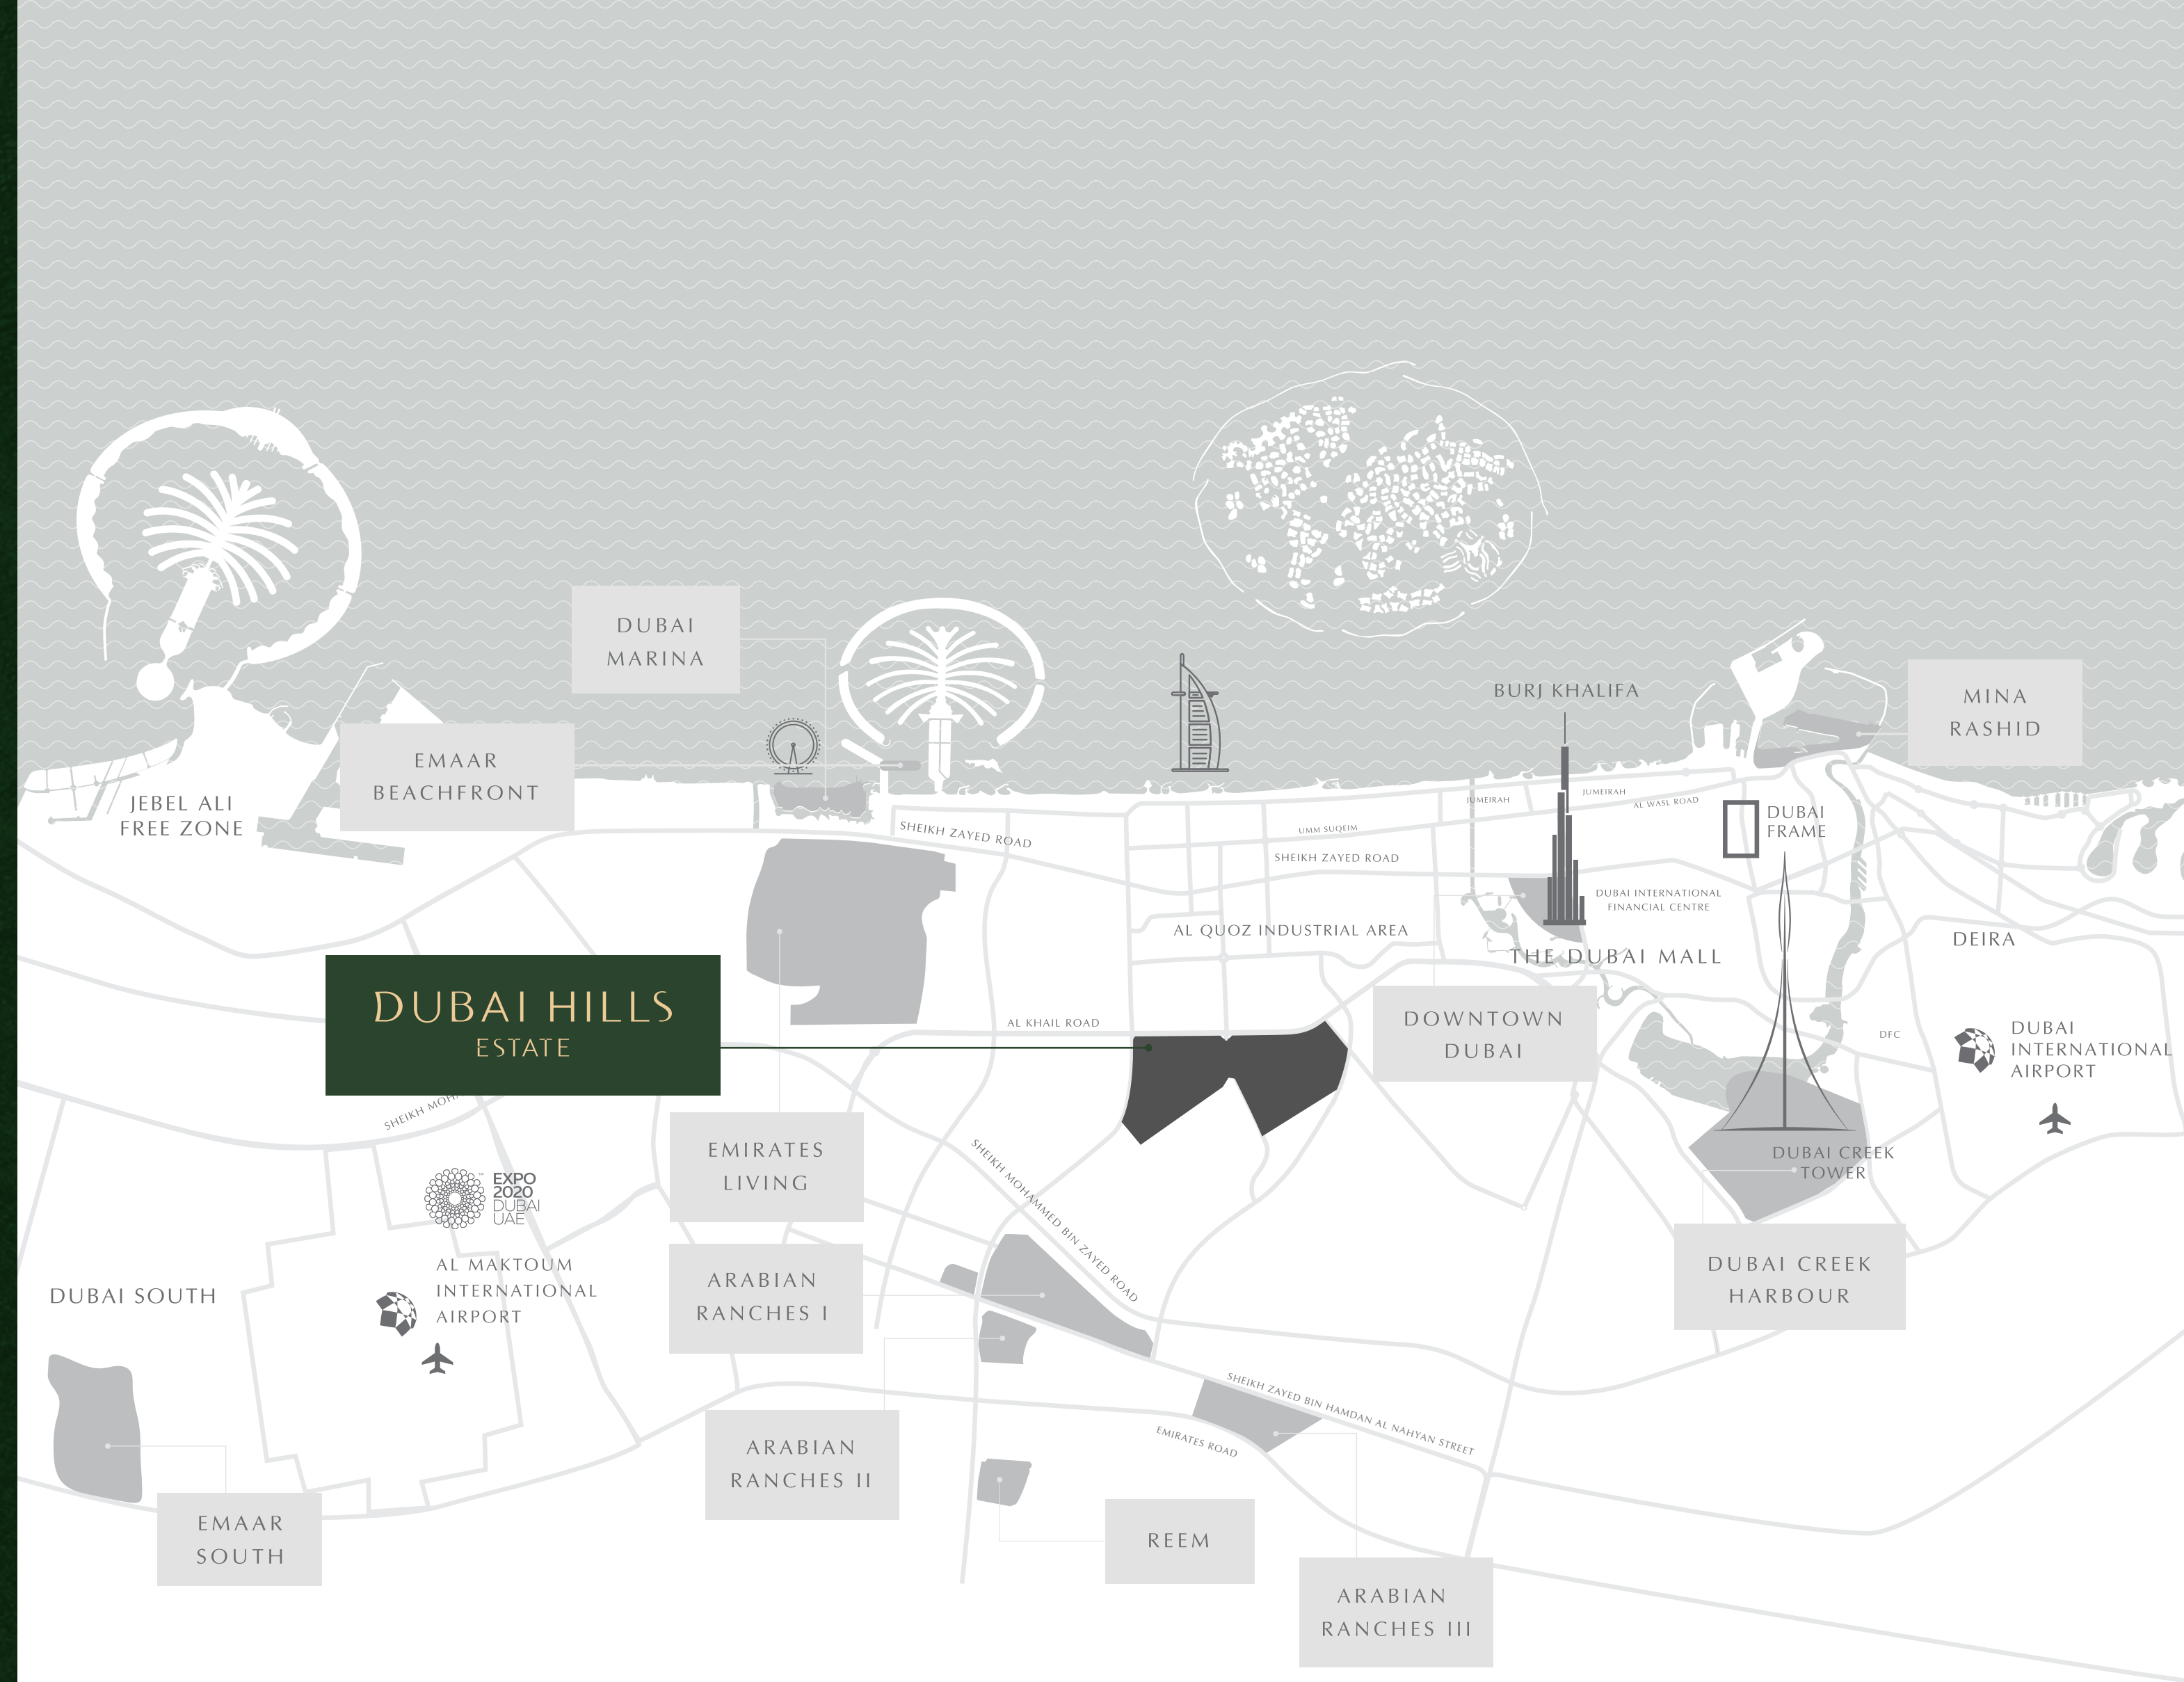 DUBAI
MARINA
BURJ KHALIFA
MINA
RASHID
EMAAR
BEACHFRONT
JEBEL ALI
FREE ZONE
SHEIKH ZAYED ROAD
UMM SUQEIM
SHEIKH ZAYED ROAD
JUMEIRAH
JUMEIRAH
AL WASL ROAD
DUBAI
FRAME
DUBAI INTERNATIONAL
FINANCIAL CENTRE
AL QUOZ INDUSTRIAL AREA
THE DUBAI MALL
DEIRA
DUBAI HILLS
ESTATE
AL KHAIL ROAD
DOWNTOWN
DUBAI
DFC
DUBAI
INTERNATIONAL
AIRPORT
SHEIKH
EMIRATES
LIVING
SHEIKH MOHAMMED BIN ZAYED ROAD
DUBAI CREEK
TOWER
EXPO
2020
DUBAI
UAE
™
AL MAKTOUM
INTERNATIONAL
AIRPORT
DUBAI SOUTH
ARABIAN
RANCHES I
DUBAI CREEK
HARBOUR
SHEIKH ZAYED BIN HAMDAN AL NAHYAN STREET
EMIRATES ROAD
ARABIAN
RANCHES II
EMAAR
SOUTH
REEM
ARABIAN
RANCHES III